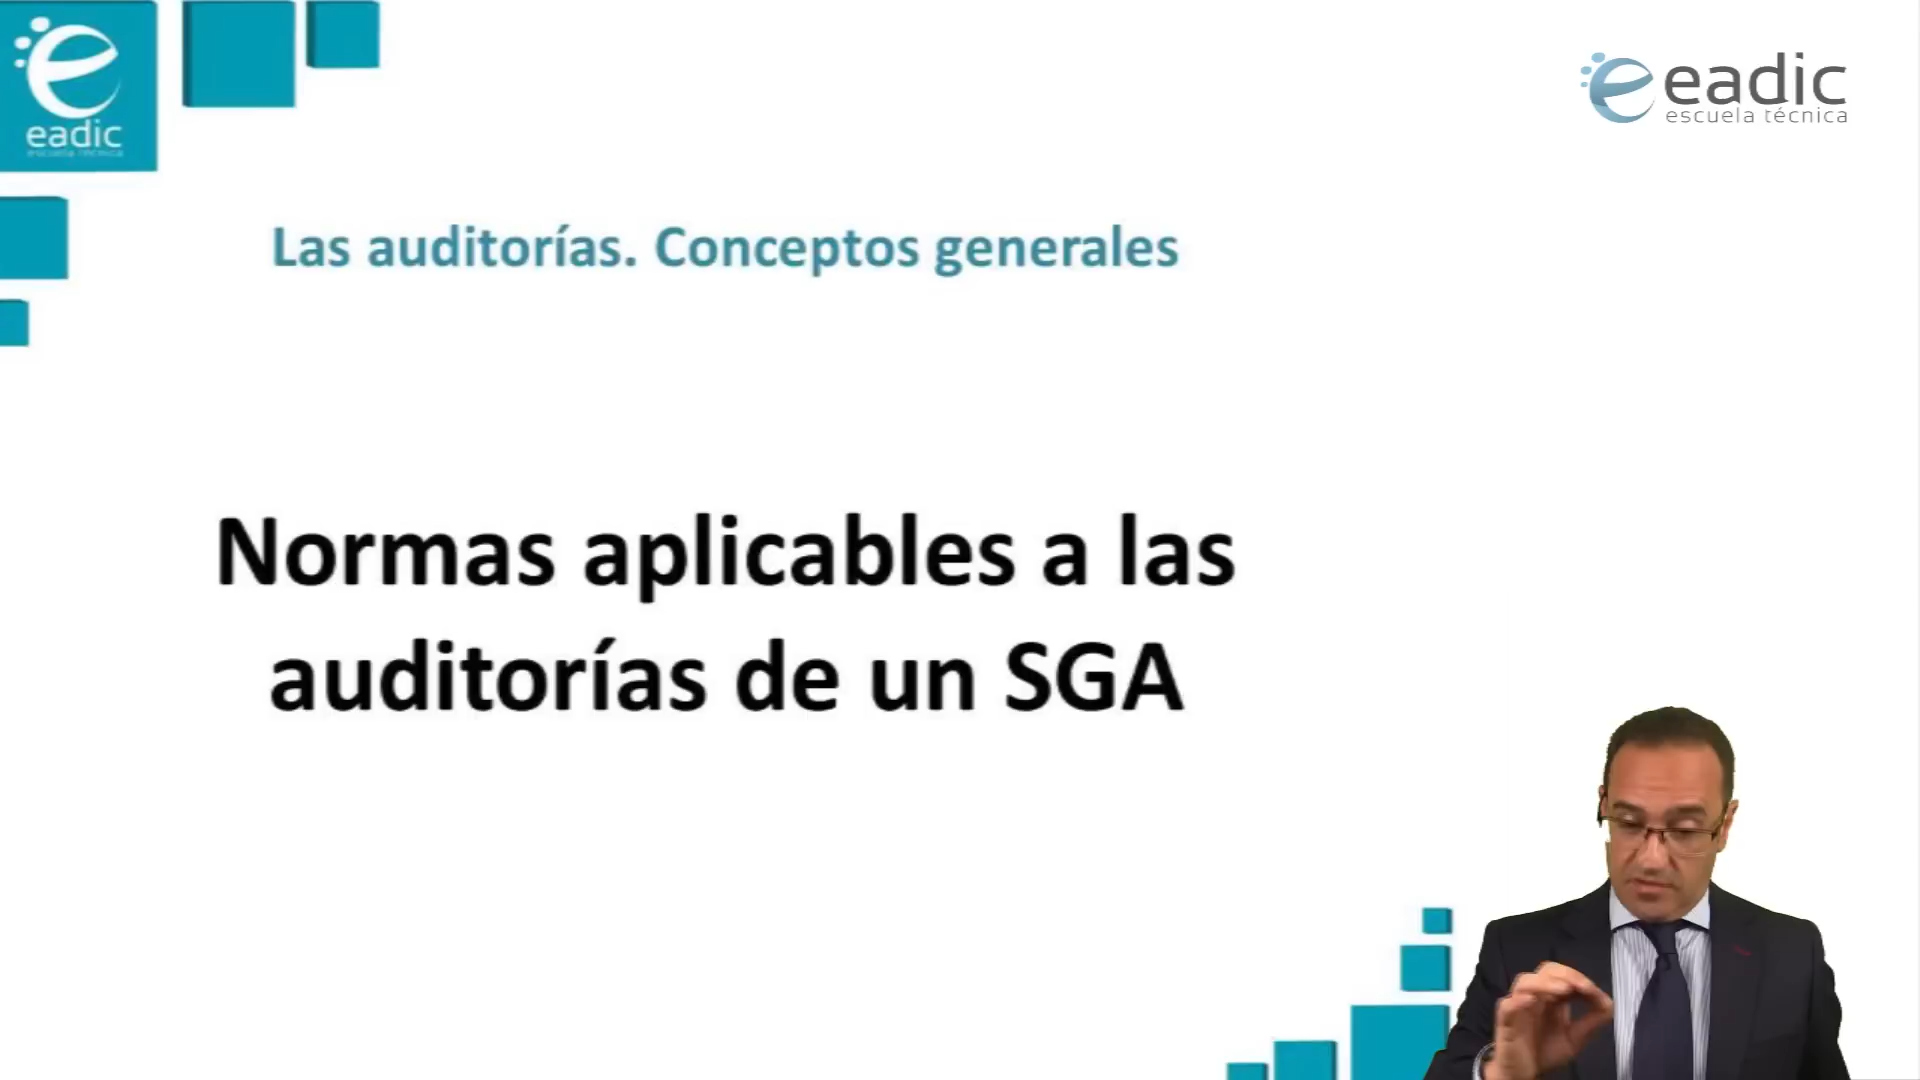 eadic
escuela técnica
eadic
escuela técnica
Las auditorías. Conceptos generales
Normas aplicables a las
auditorías de un SGA